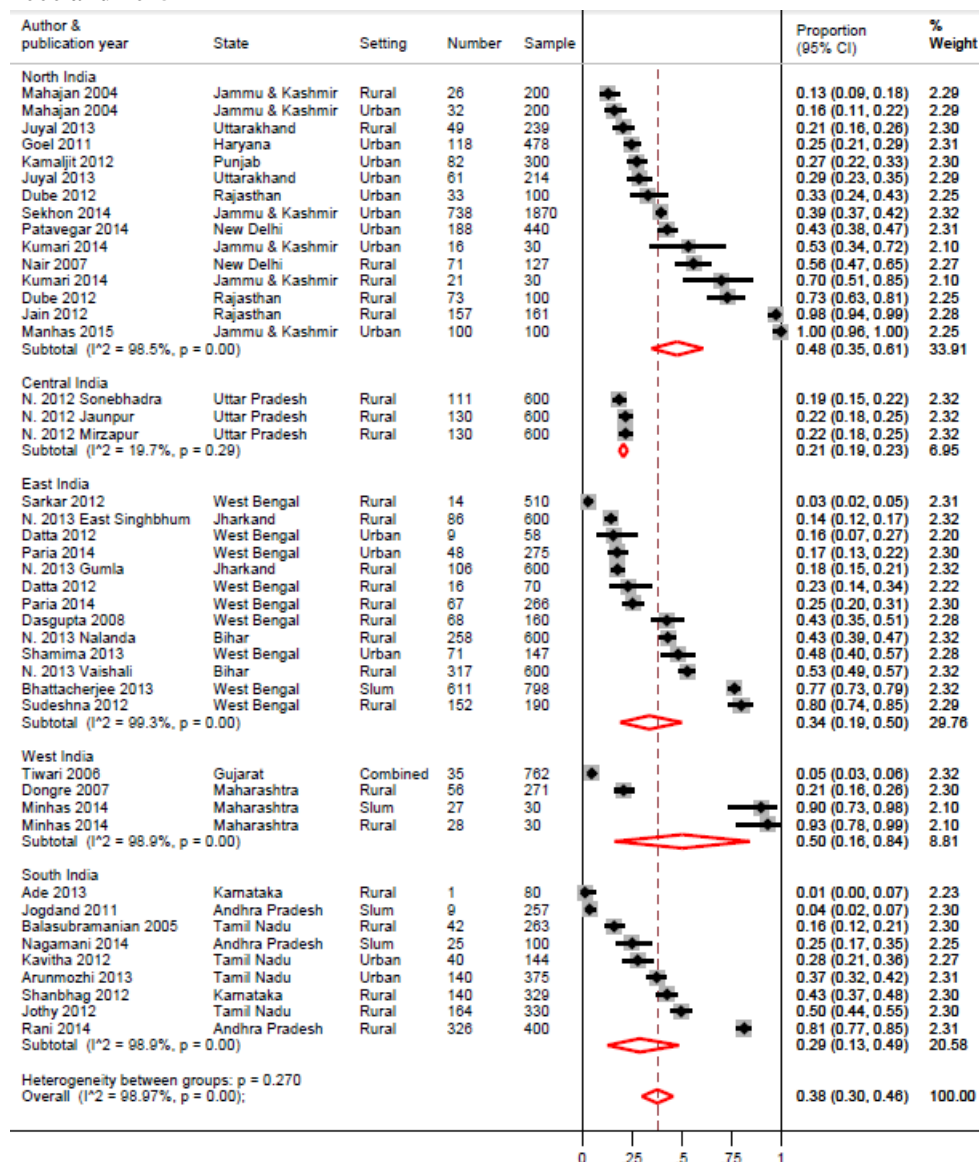 Author &
publication year State Setting Number Sample Proportion (95% CI) % Weight
North India
Mahajan 2004 Jammu & Kashmir Rural 26 200 0.13 (0.09, 0.18) 2.29
Mahajan 2004 Jammu & Kashmir Urban 32 200 0.16 (0.11, 0.22) 2.29
Juyal 2013 Uttarakhand Rural 49 239 0.21 (0.16, 0.26) 2.30
Goel 2011 Haryana Urban 118 478 0.25 (0.21, 0.29) 2.31
Kamaljit 2012 Punjab Urban 82 300 0.27 (0.22, 0.33) 2.30
Juyal 2013 Uttarakhand Urban 61 214 0.29 (0.23, 0.35) 2.29
Dube 2012 Rajasthan Urban 33 100 0.33 (0.24, 0.43) 2.25
Sekhon 2014 Jammu & Kashmir Urban 738 1870 0.39 (0.37, 0.42) 2.32
Patavegar 2014 New Delhi Urban 188 440 0.43 (0.38, 0.47) 2.31
Kumari 2014 Jammu & Kashmir Urban 16 30 0.53 (0.34, 0.72) 2.10
Nair 2007 New Delhi Rural 71 127 0.56 (0.47, 0.65) 2.27
Kumari 2014 Jammu & Kashmir Rural 21 30 0.70 (0.51, 0.85) 2.10
Dube 2012 Rajasthan Rural 73 100 0.73 (0.63, 0.81) 2.25
Jain 2012 Rajasthan Rural 157 161 0.98 (0.94, 0.99) 2.28
Manhas 2015 Jammu & Kashmir Urban 100 100 1.00 (0.96, 1.00) 2.25
Subtotal (I^2 = 98.5%, p = 0.00) 0.48 (0.35, 0.61) 33.91
Central India
N. 2012 Sonebhadra Uttar Pradesh Rural 111 600 0.19 (0.15, 0.22) 2.32
N. 2012 Jaunpur Uttar Pradesh Rural 130 600 0.22 (0.18, 0.25) 2.32
N. 2012 Mirzapur Uttar Pradesh Rural 130 600 0.22 (0.18, 0.25) 2.32
Subtotal (I^2 = 19.7%, p = 0.29) 0.21 (0.19, 0.23) 6.95
East India
Sarkar 2012 West Bengal Rural 14 510 0.03 (0.02, 0.05) 2.31
N. 2013 East Singhbhum Jharkand Rural 86 600 0.14 (0.12, 0.17) 2.32
Datta 2012 West Bengal Urban 9 58 0.16 (0.07, 0.27) 2.20
Paria 2014 West Bengal Urban 48 275 0.17 (0.13, 0.22) 2.30
N. 2013 Gumla Jharkand Rural 106 600 0.18 (0.15, 0.21) 2.32
Datta 2012 West Bengal Rural 16 70 0.23 (0.14, 0.34) 2.22
Paria 2014 West Bengal Rural 67 266 0.25 (0.20, 0.31) 2.30
Dasgupta 2008 West Bengal Rural 68 160 0.43 (0.35, 0.51) 2.28
N. 2013 Nalanda Bihar Rural 258 600 0.43 (0.39, 0.47) 2.32
Shamima 2013 West Bengal Urban 71 147 0.48 (0.40, 0.57) 2.28
N. 2013 Vaishali Bihar Rural 317 600 0.53 (0.49, 0.57) 2.32
Bhattacherjee 2013 West Bengal Slum 611 798 0.77 (0.73, 0.79) 2.32
Sudeshna 2012 West Bengal Rural 152 190 0.80 (0.74, 0.85) 2.29
Subtotal (I^2 = 99.3%, p = 0.00) 0.34 (0.19, 0.50) 29.76
West India
Tiwari 2006 Gujarat Combined 35 762 0.05 (0.03, 0.06) 2.32
Dongre 2007 Maharashtra Rural 56 271 0.21 (0.16, 0.26) 2.30
Minhas 2014 Maharashtra Slum 27 30 0.90 (0.73, 0.98) 2.10
Minhas 2014 Maharashtra Rural 28 30 0.93 (0.78, 0.99) 2.10
Subtotal (I^2 = 98.9%, p = 0.00) 0.50 (0.16, 0.84) 8.81
South India
Ade 2013 Karnataka Rural 1 80 0.01 (0.00, 0.07) 2.23
Jogdand 2011 Andhra Pradesh Slum 9 257 0.04 (0.02, 0.07) 2.30
Balasubramanian 2005 Tamil Nadu Rural 42 263 0.16 (0.12, 0.21) 2.30
Nagamani 2014 Andhra Pradesh Slum 25 100 0.25 (0.17, 0.35) 2.25
Kavitha 2012 Tamil Nadu Urban 40 144 0.28 (0.21, 0.36) 2.27
Arunmozhi 2013 Tamil Nadu Urban 140 375 0.37 (0.32, 0.42) 2.31
Shanbhag 2012 Karnataka Rural 140 329 0.43 (0.37, 0.48) 2.30
Jothy 2012 Tamil Nadu Rural 164 330 0.50 (0.44, 0.55) 2.30
Rani 2014 Andhra Pradesh Rural 326 400 0.81 (0.77, 0.85) 2.31
Subtotal (I^2 = 98.9%, p = 0.00) 0.29 (0.13, 0.49) 20.58
Heterogeneity between groups: p = 0.270
Overall (I^2 = 98.97%, p = 0.00); 0.38 (0.30, 0.46) 100.00
0 .25 .5 .75 1